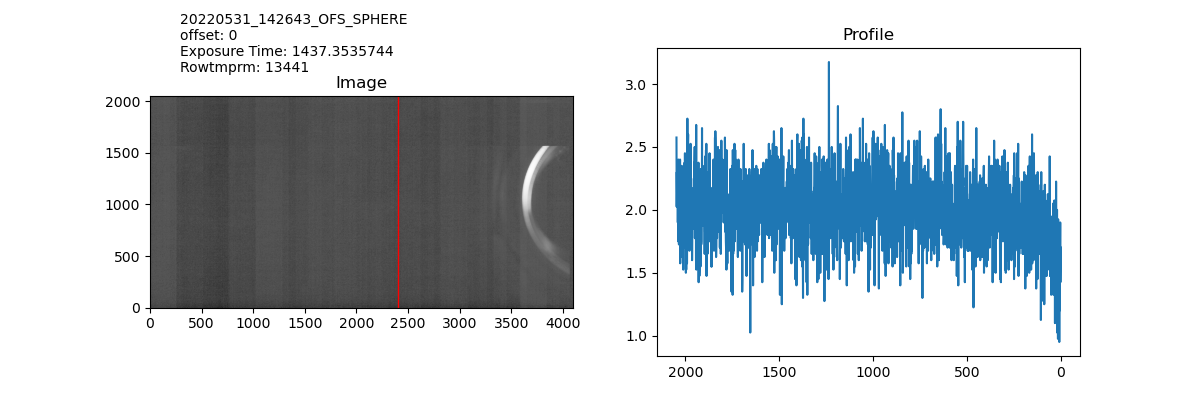 20220531_142643_OFS_SPHERE
offset: 0
Exposure Time: 1437.3535744
Rowtmprm: 13441
Image
2000
1500
1000
500
0
0 500 1000 1500 2000 2500 3000 3500 4000
Profile
3.0
2.5
2.0
1.5
1.0
2000 1500 1000 500 0